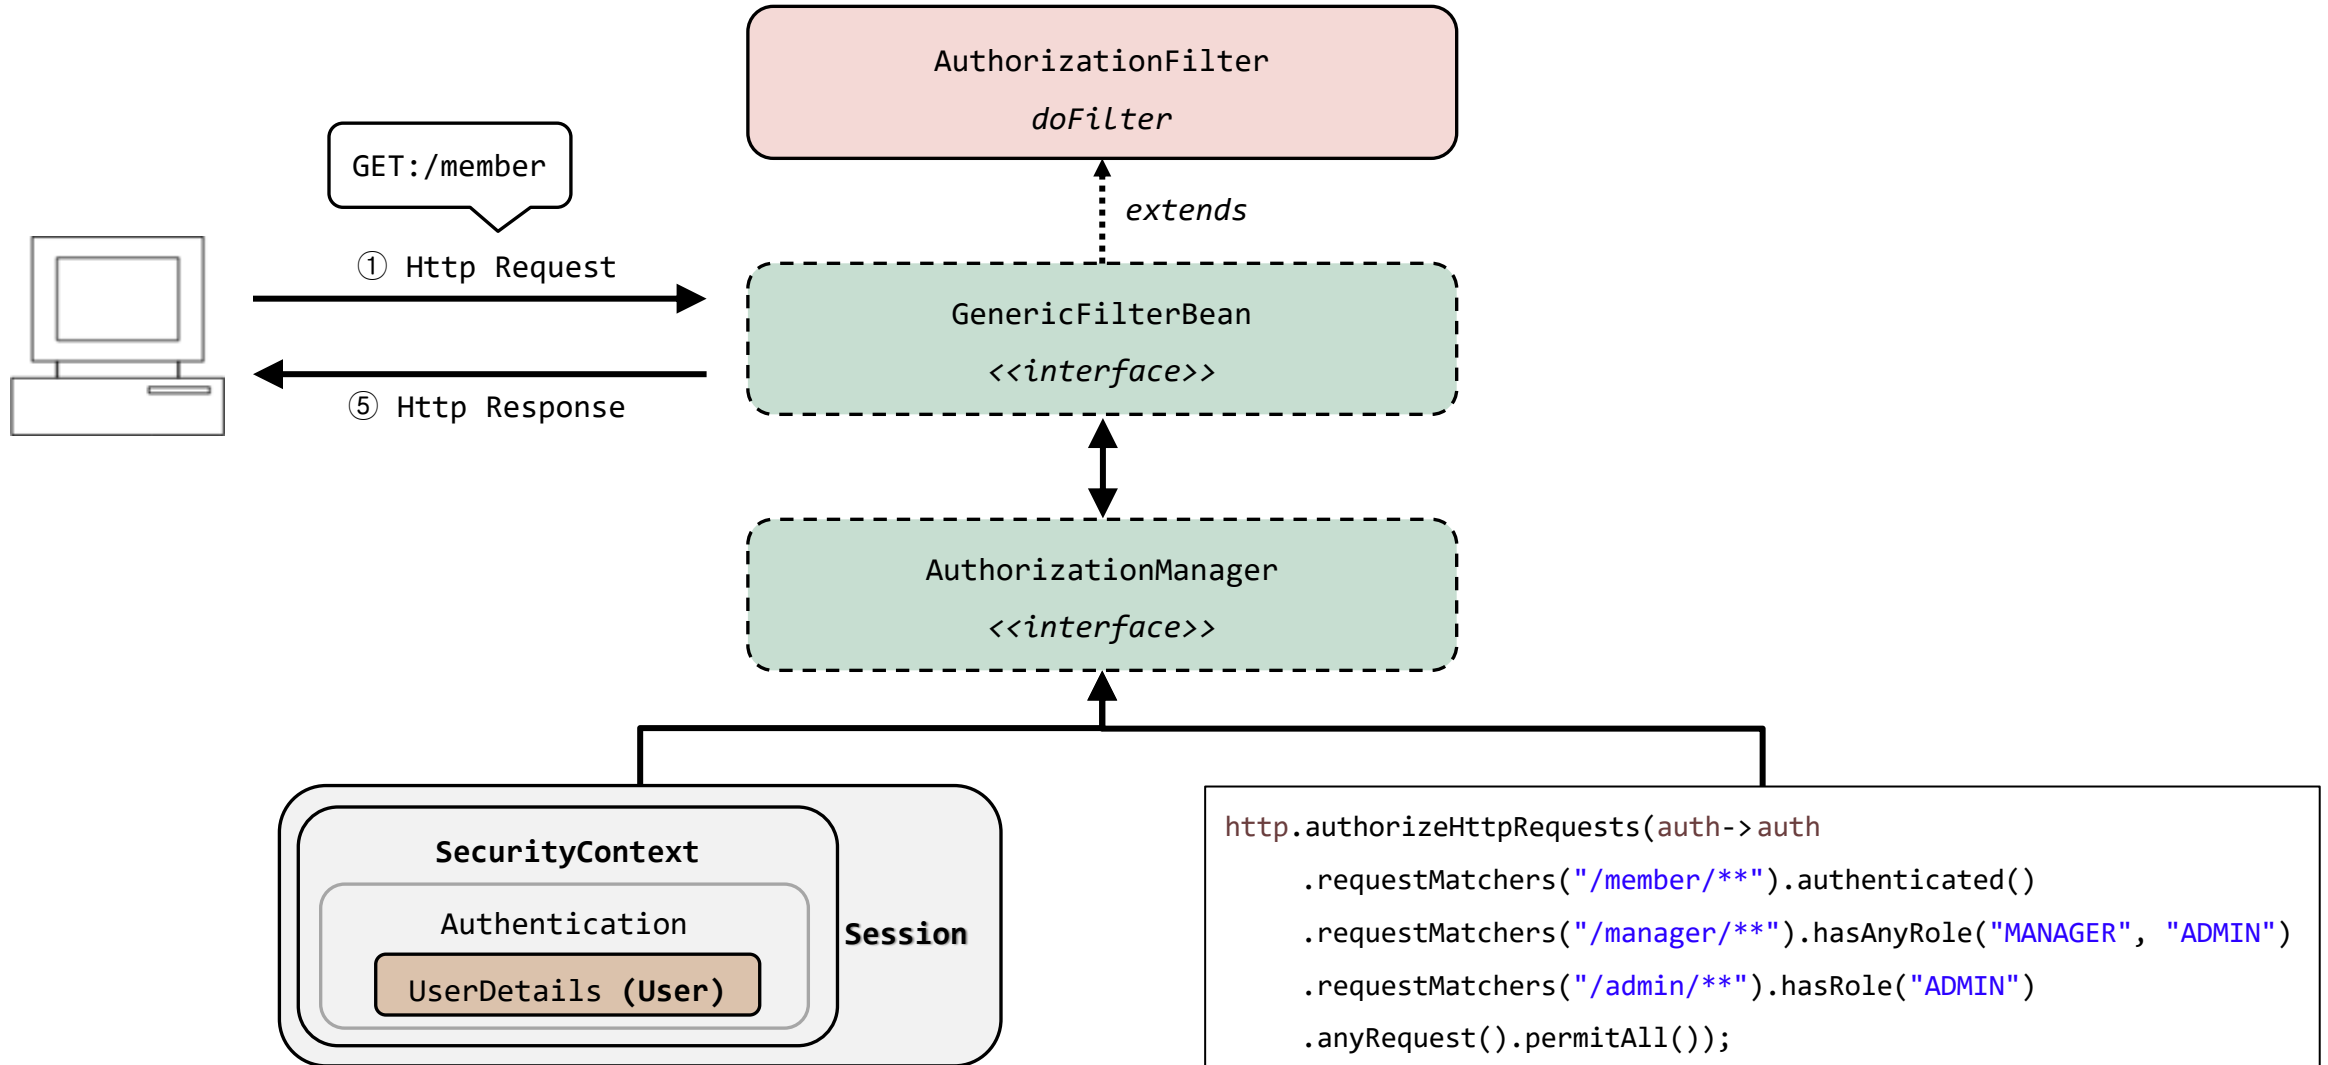 AuthorizationFilter
doFilter
GET:/member
extends
① Http Request
GenericFilterBean
<<interface>>
⑤ Http Response
AuthorizationManager
<<interface>>
SecurityContext
Authentication
UserDetails (User)
Session
http.authorizeHttpRequests(auth->auth
.requestMatchers("/member/**").authenticated()
.requestMatchers("/manager/**").hasAnyRole("MANAGER", "ADMIN")
.requestMatchers("/admin/**").hasRole("ADMIN")
.anyRequest().permitAll());